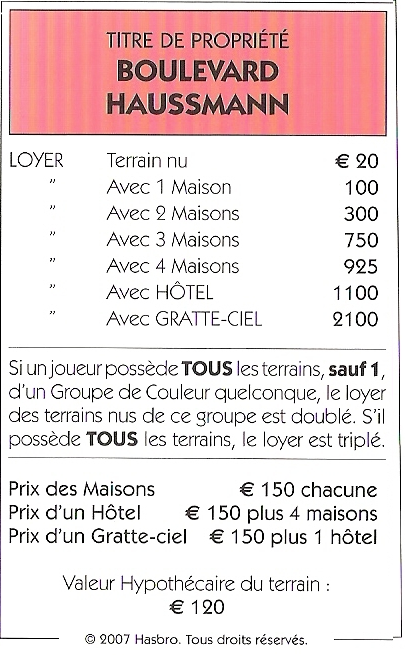 TITRE DE PROPRIÉTÉ
BOULEVARD
HAUSSMANN
LOYER Terrain nu € 20
" Avec 1 Maison 100
" Avec 2 Maisons 300
" Avec 3 Maisons 750
" Avec 4 Maisons 925
" Avec HÔTEL 1100
" Avec GRATTE-CIEL 2100
Si un joueur possède TOUS les terrains, sauf 1,
d'un Groupe de Couleur quelconque, le loyer
des terrains nus de ce groupe est doublé. S'il
possède TOUS les terrains, le loyer est triplé.
Prix des Maisons € 150 chacune
Prix d'un Hôtel € 150 plus 4 maisons
Prix d'un Gratte-ciel € 150 plus 1 hôtel
Valeur Hypothécaire du terrain :
€ 120
© 2007 Hasbro. Tous droits réservés.